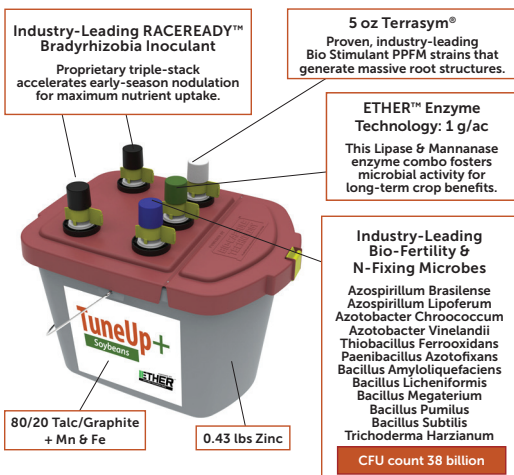 Industry-Leading RACEREADY™
Bradyrhizobia Inoculant
Proprietary triple-stack
accelerates early-season nodulation
for maximum nutrient uptake.
5 oz Terrasym®
Proven, industry-leading
Bio Stimulant PPFM strains that
generate massive root structures.
ETHER™ Enzyme
Technology: 1 g/ac
This Lipase & Mannanase
enzyme combo fosters
microbial activity for
long-term crop benefits.
Industry-Leading
Bio-Fertility &
N-Fixing Microbes
Azospirillum Brasilense
Azospirillum Lipoferum
Azotobacter Chroococcum
Azotobacter Vinelandii
Thiobacillus Ferrooxidans
Paenibacillus Azotofixans
Bacillus Amyloliquefaciens
Bacillus Licheniformis
Bacillus Megaterium
Bacillus Pumilus
Bacillus Subtilis
Trichoderma Harzianum
CFU count 38 billion
TuneUp+
Soybeans
ETHER
80/20 Talc/Graphite
+ Mn & Fe
0.43 lbs Zinc